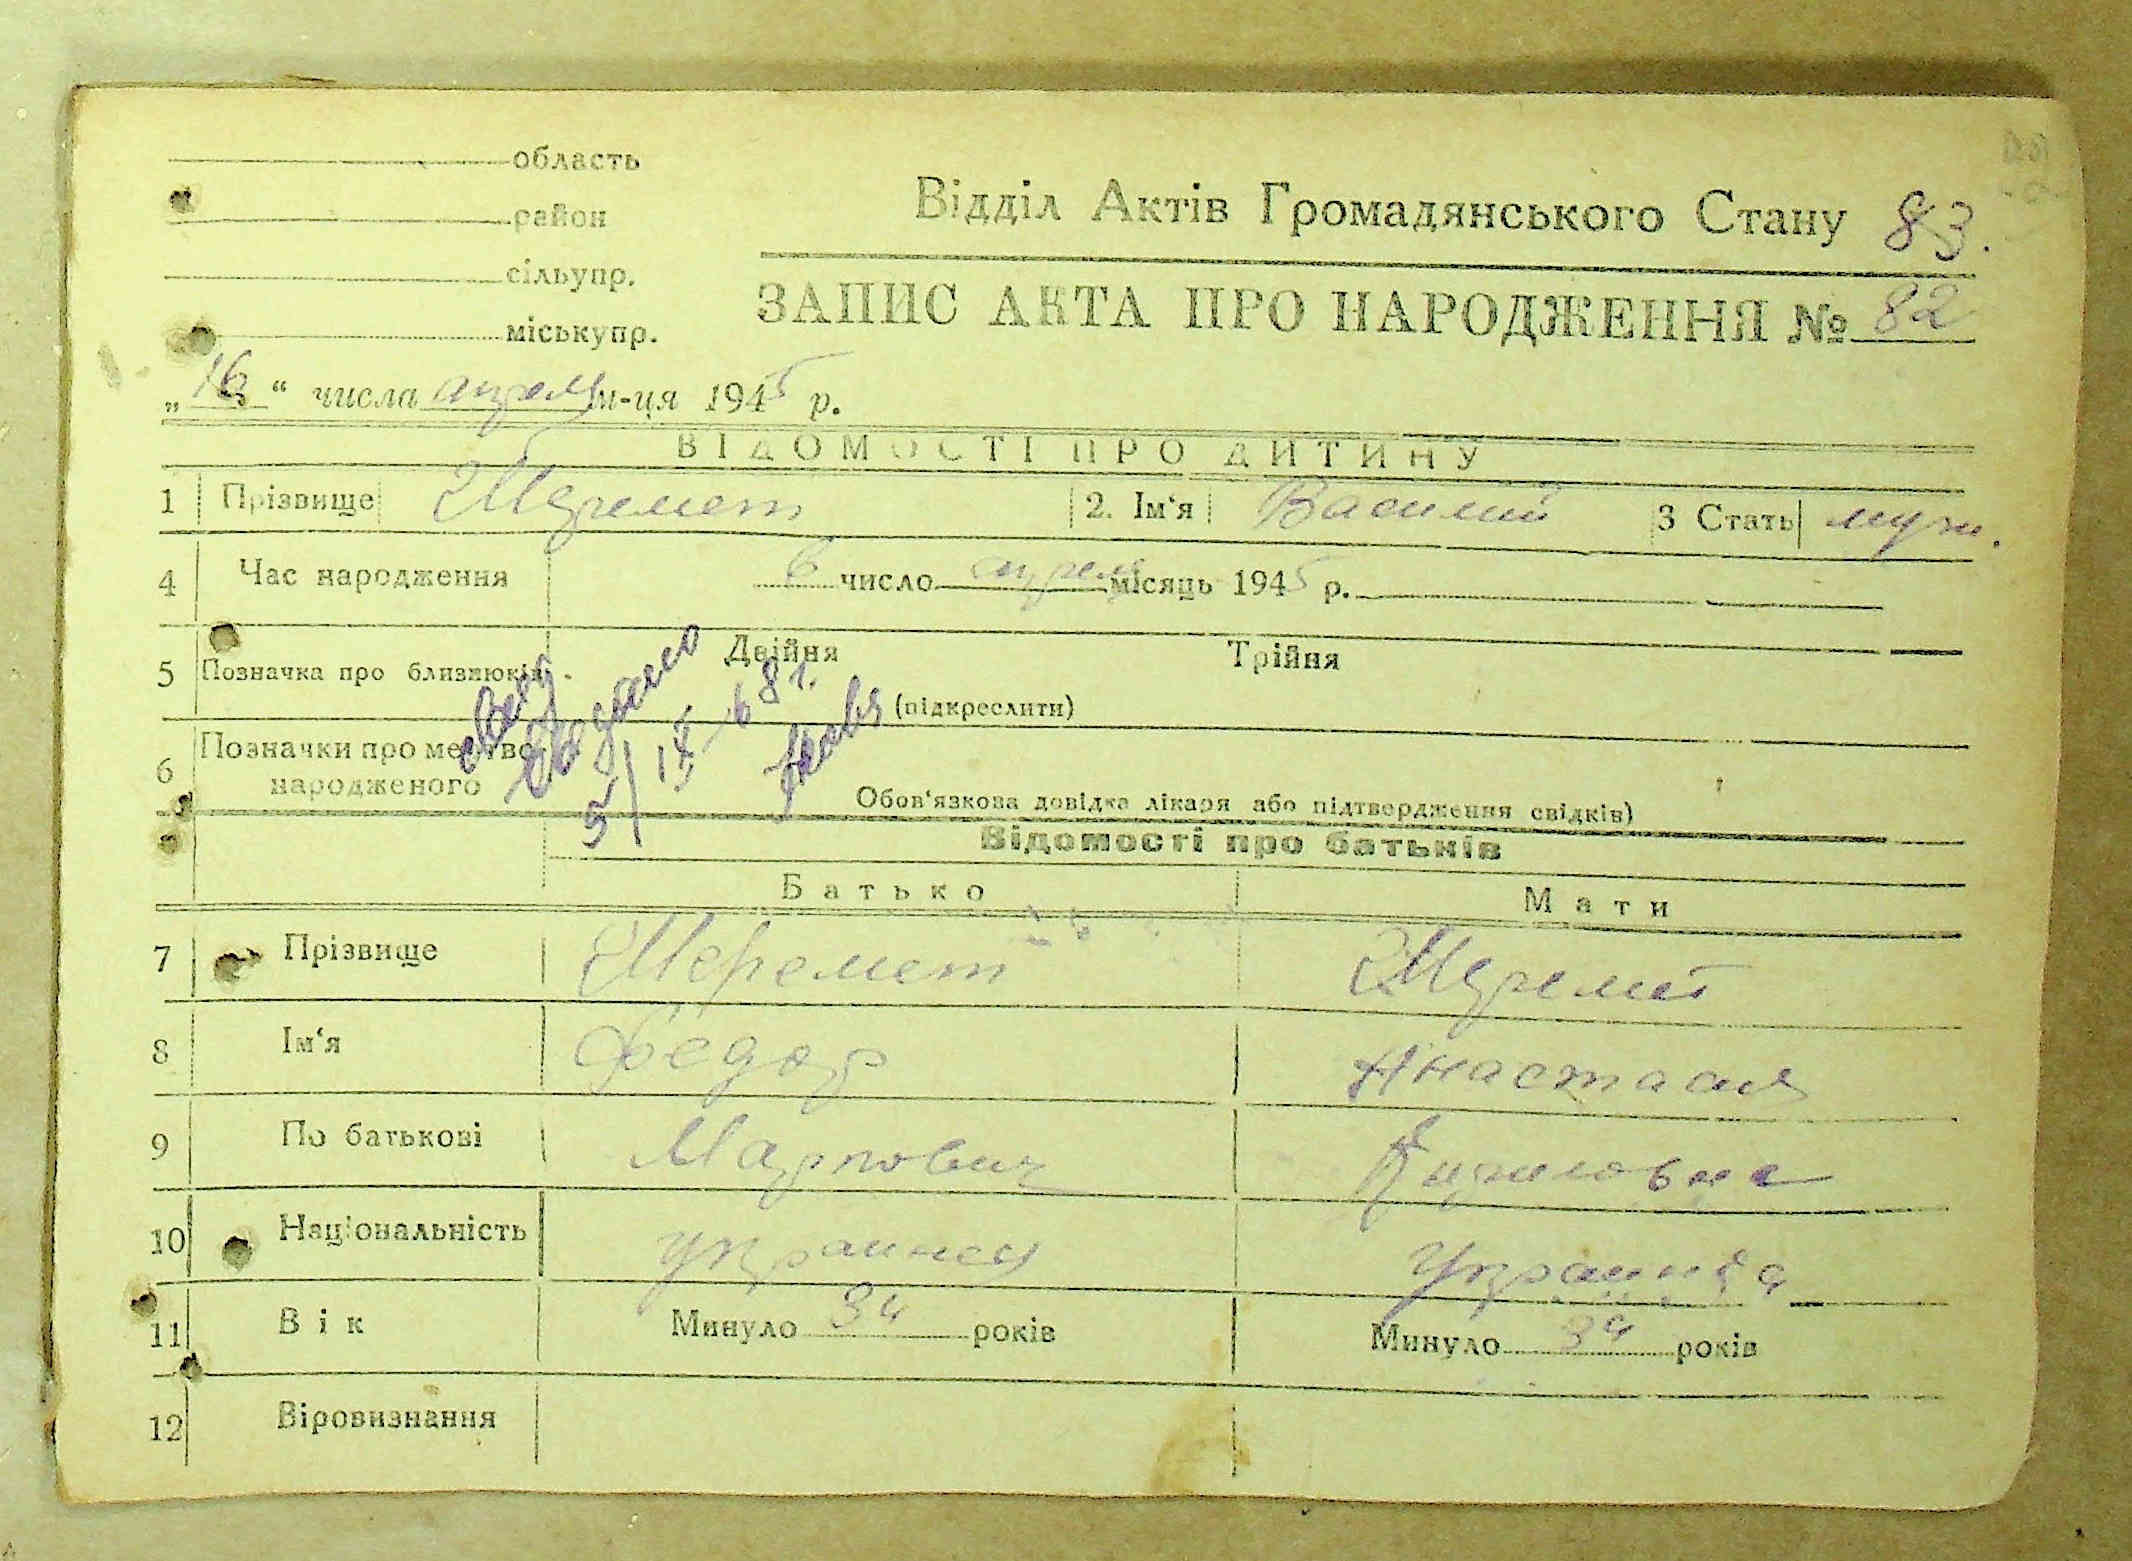 область
район
сільупр.
міськупр.
Відділ Актів Громадянського Стану 83.
ЗАПИС АКТА ПРО НАРОДЖЕННЯ № 82
„16“ числа апреля м-ця 1945 р.
ВІДОМОСТІ ПРО ДИТИНУ
1 Прізвище Шеремет 2. Ім‘я Василий 3 Стать муж.
4 Час народження 6 число апреля місяць 1945 р.
5 Позначка про близнюків. Двійня Трійня
(підкреслити)
6 Позначки про мертво-
народженого
Обов‘язкова довідка лікаря або підтвердження свідків)
Відомості про батьків
Батько Мати
7 Прізвище Шеремет Шеремет
8 Ім‘я Федор Анастасия
9 По батькові Марпович
10 Національність украинец Украинка
11 Вік Минуло 34 років Минуло 34 років
12 Віровизнання